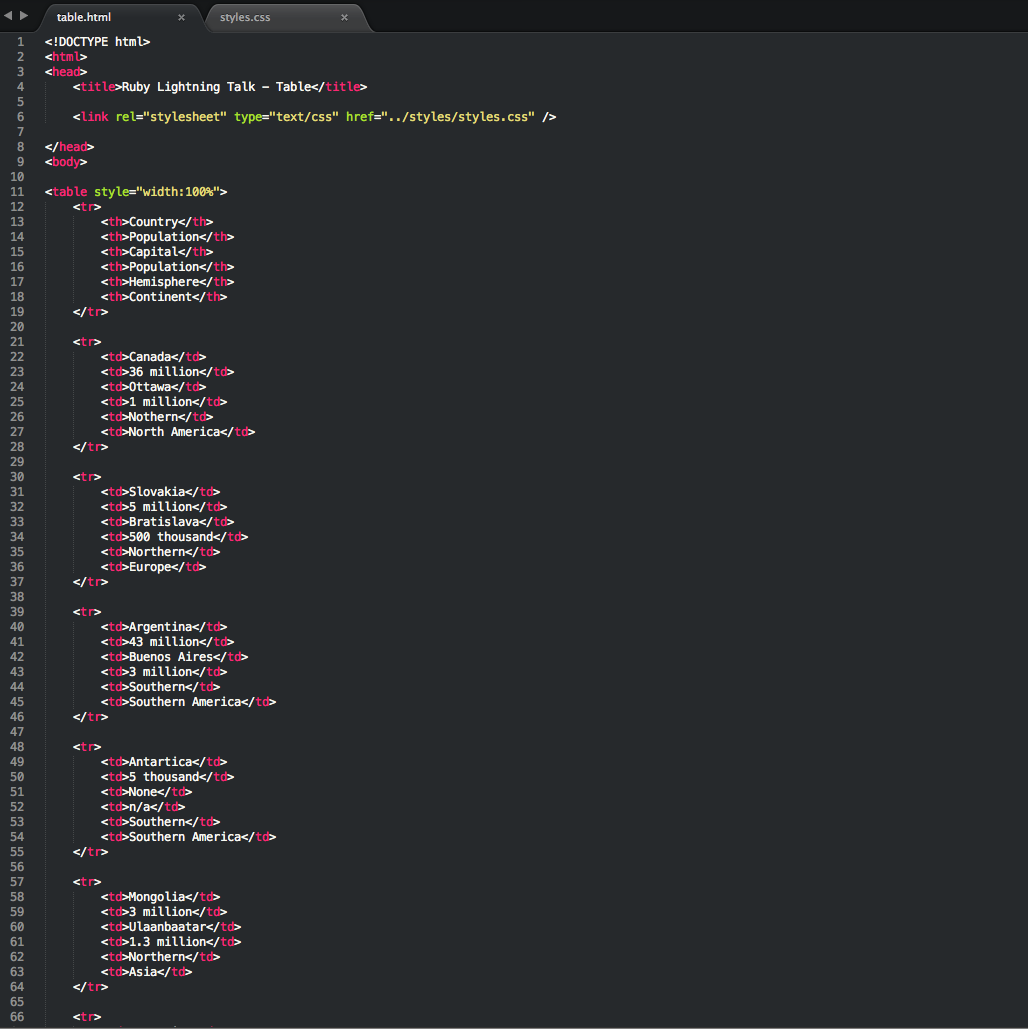 table.html × styles.css ×
1 <!DOCTYPE html>
2 <html>
3 <head>
4 <title>Ruby Lightning Talk - Table</title>
5
6 <link rel="stylesheet" type="text/css" href="../styles/styles.css" />
7
8 </head>
9 <body>
10
11 <table style="width:100%">
12 <tr>
13 <th>Country</th>
14 <th>Population</th>
15 <th>Capital</th>
16 <th>Population</th>
17 <th>Hemisphere</th>
18 <th>Continent</th>
19 </tr>
20
21 <tr>
22 <td>Canada</td>
23 <td>36 million</td>
24 <td>Ottawa</td>
25 <td>1 million</td>
26 <td>Nothern</td>
27 <td>North America</td>
28 </tr>
29
30 <tr>
31 <td>Slovakia</td>
32 <td>5 million</td>
33 <td>Bratislava</td>
34 <td>500 thousand</td>
35 <td>Northern</td>
36 <td>Europe</td>
37 </tr>
38
39 <tr>
40 <td>Argentina</td>
41 <td>43 million</td>
42 <td>Buenos Aires</td>
43 <td>3 million</td>
44 <td>Southern</td>
45 <td>Southern America</td>
46 </tr>
47
48 <tr>
49 <td>Antartica</td>
50 <td>5 thousand</td>
51 <td>None</td>
52 <td>n/a</td>
53 <td>Southern</td>
54 <td>Southern America</td>
55 </tr>
56
57 <tr>
58 <td>Mongolia</td>
59 <td>3 million</td>
60 <td>Ulaanbaatar</td>
61 <td>1.3 million</td>
62 <td>Northern</td>
63 <td>Asia</td>
64 </tr>
65
66 <tr>